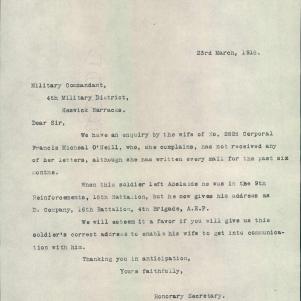 23rd March, 1916.
Military Commandant,
4th Military District,
Keswick Barracks.
Dear Sir,
We have an enquiry by the wife of No. 2621 Corporal
Francis Micheal O'Neill, who, she complains, has not received any
of her letters, although she has written every mail for the past six
months.
When this soldier left Adelaide he was in the 9th
Reinforcements, 10th Battalion, but he now gives his address as
D. Company, 16th Battalion, 4th Brigade, A.E.F.
We will esteem it a favor if you will give us this
soldier's correct address to enable his wife to get into communica-
tion with him.
Thanking you in anticipation,
Yours faithfully,
Honorary Secretary.